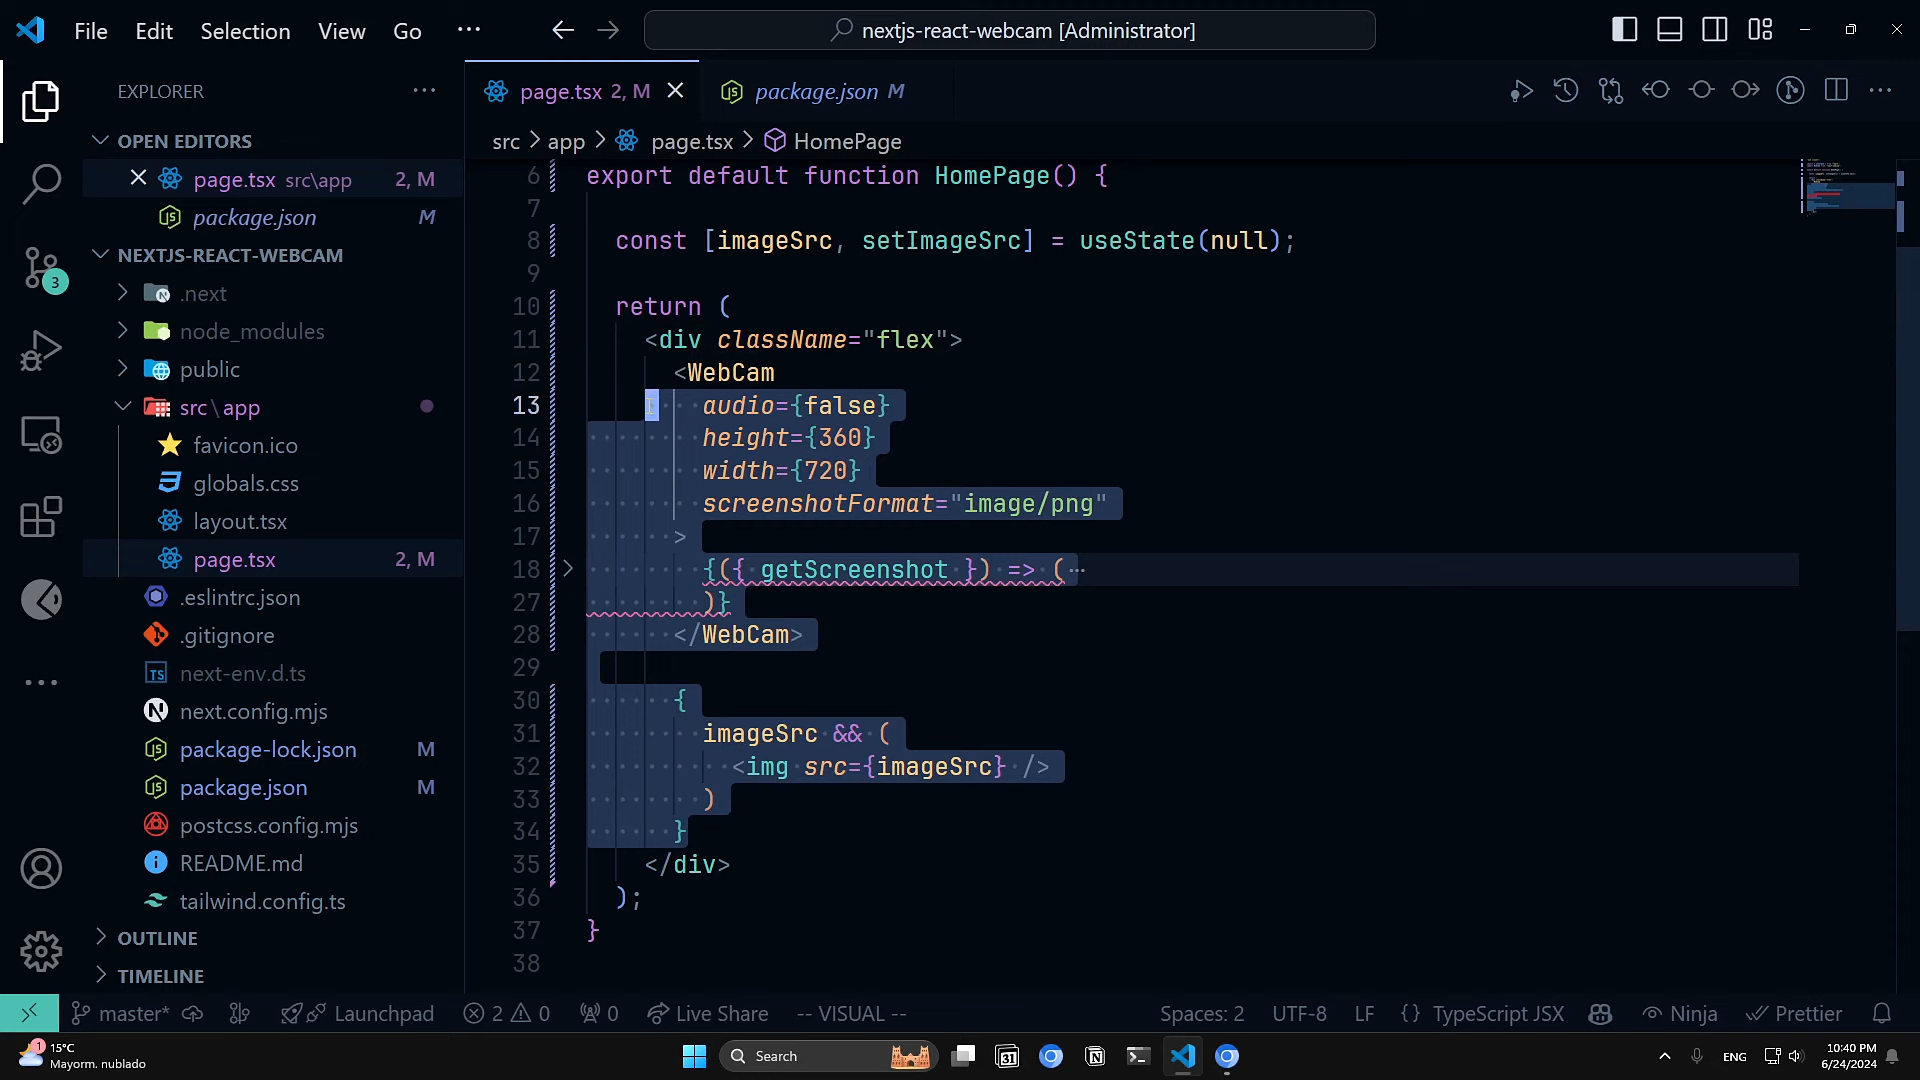 File Edit Selection View Go ···
nextjs-react-webcam [Administrator]
EXPLORER
OPEN EDITORS
page.tsx src\app 2, M
package.json M
NEXTJS-REACT-WEBCAM
.next
node_modules
public
src\app
favicon.ico
globals.css
layout.tsx
page.tsx 2, M
.eslintrc.json
.gitignore
next-env.d.ts
next.config.mjs
package-lock.json M
package.json M
postcss.config.mjs
README.md
tailwind.config.ts
OUTLINE
TIMELINE
3
page.tsx 2, M
package.json M
src > app > page.tsx > HomePage
6 export default function HomePage() {
7
8 const [imageSrc, setImageSrc] = useState(null);
9
10 return (
11 <div className="flex">
12 <WebCam
13 audio={false}
14 height={360}
15 width={720}
16 screenshotFormat="image/png"
17 >
18 {({ getScreenshot }) => (···
27 )}
28 </WebCam>
29
30 {
31 imageSrc && (
32 <img src={imageSrc} />
33 )
34 }
35 </div>
36 );
37 }
38
master* Launchpad 2 0 0 Live Share -- VISUAL -- Spaces: 2 UTF-8 LF {} TypeScript JSX Ninja Prettier
1
15°C
Mayorm. nublado
Search
31
ENG
10:40 PM
6/24/2024